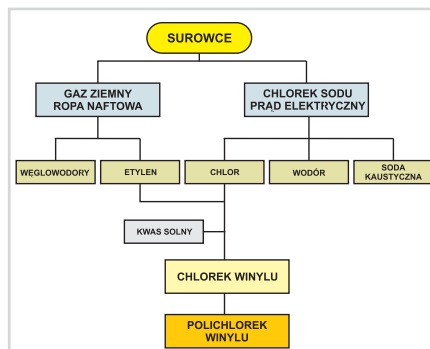 SUROWCE
GAZ ZIEMNY
ROPA NAFTOWA
CHLOREK SODU
PRĄD ELEKTRYCZNY
WĘGLOWODORY
ETYLEN
CHLOR
WODÓR
SODA
KAUSTYCZNA
KWAS SOLNY
CHLOREK WINYLU
POLICHLOREK
WINYLU